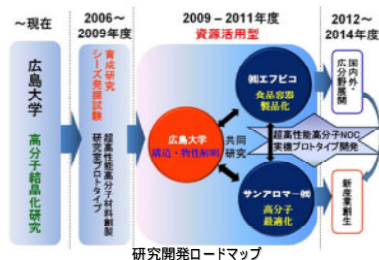 ～現在
広島大学
高分子結晶化研究
2006～
2009年度
育成研究
シーズ発掘試験
超高性能高分子材料創製
研究室プロトタイプ
2009－2011年度
資源活用型
広島大学
構造・物性解明
共同
研究
㈱エフピコ
食品容器
製品化
サンアロマー㈱
高分子
最適化
超高性能高分子NOC
実機プロトタイプ開発
2012～
2014年度
国内外・
広分野展開
新産業創生
研究開発ロードマップ